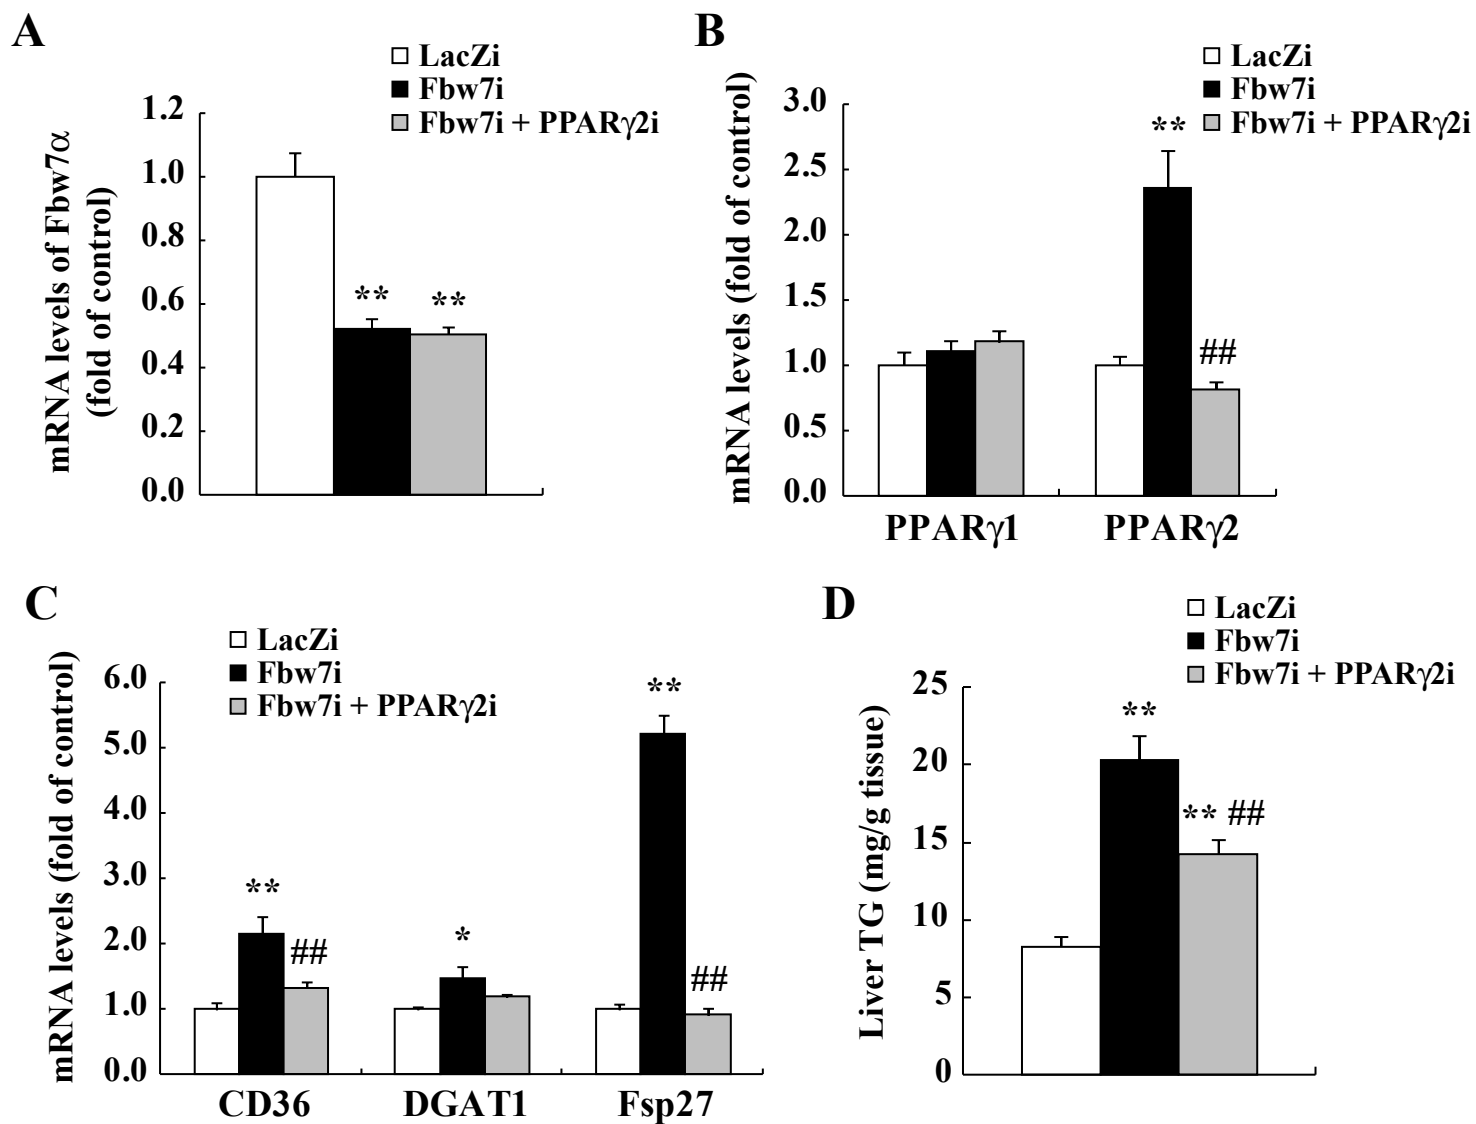 A
LacZi
Fbw7i
Fbw7i + PPARγ2i
mRNA levels of Fbw7α
(fold of control)
1.2
1.0
0.8
0.6
0.4
0.2
0.0
**
**
B
LacZi
Fbw7i
Fbw7i + PPARγ2i
mRNA levels (fold of control)
3.0
2.5
2.0
1.5
1.0
0.5
0.0
**
##
PPARγ1
PPARγ2
C
LacZi
Fbw7i
Fbw7i + PPARγ2i
mRNA levels (fold of control)
6.0
5.0
4.0
3.0
2.0
1.0
0.0
**
##
*
**
##
CD36
DGAT1
Fsp27
D
LacZi
Fbw7i
Fbw7i + PPARγ2i
Liver TG (mg/g tissue)
25
20
15
10
5
0
**
** ##